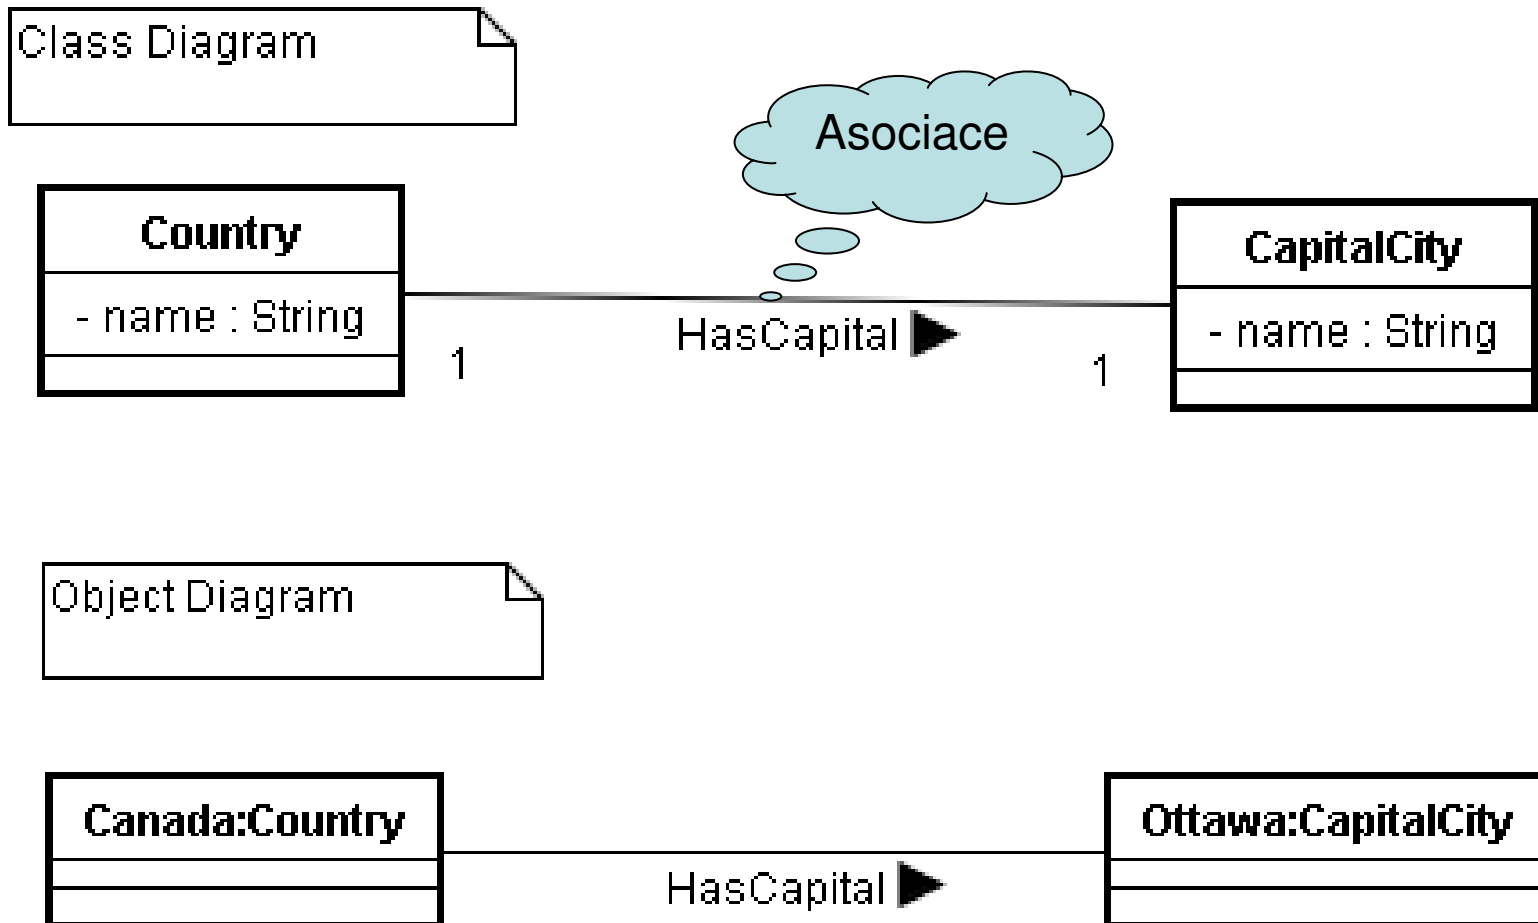 Class Diagram
Asociace
Country
- name : String
1
HasCapital
1
CapitalCity
- name : String
Object Diagram
Canada:Country
HasCapital
Ottawa:CapitalCity